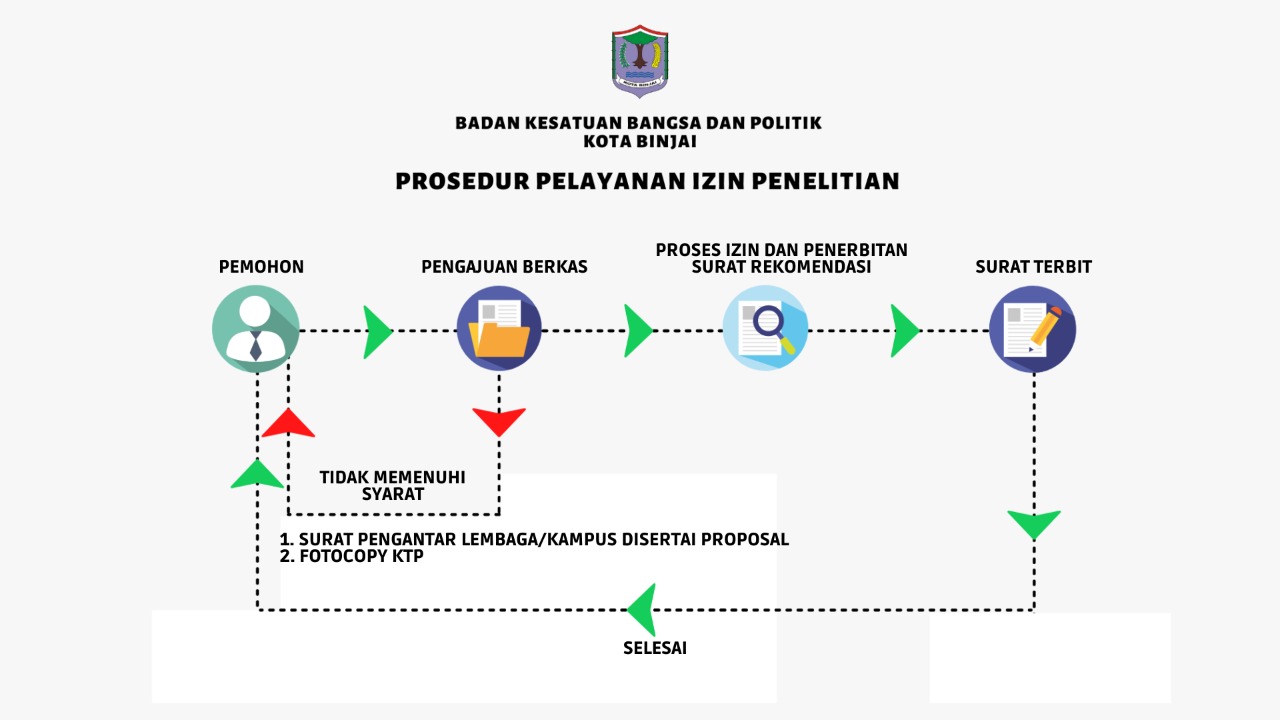 KOTA BINJAI
BADAN KESATUAN BANGSA DAN POLITIK
KOTA BINJAI
PROSEDUR PELAYANAN IZIN PENELITIAN
PEMOHON
PENGAJUAN BERKAS
PROSES IZIN DAN PENERBITAN
SURAT REKOMENDASI
SURAT TERBIT
TIDAK MEMENUHI
SYARAT
1. SURAT PENGANTAR LEMBAGA/KAMPUS DISERTAI PROPOSAL
2. FOTOCOPY KTP
SELESAI